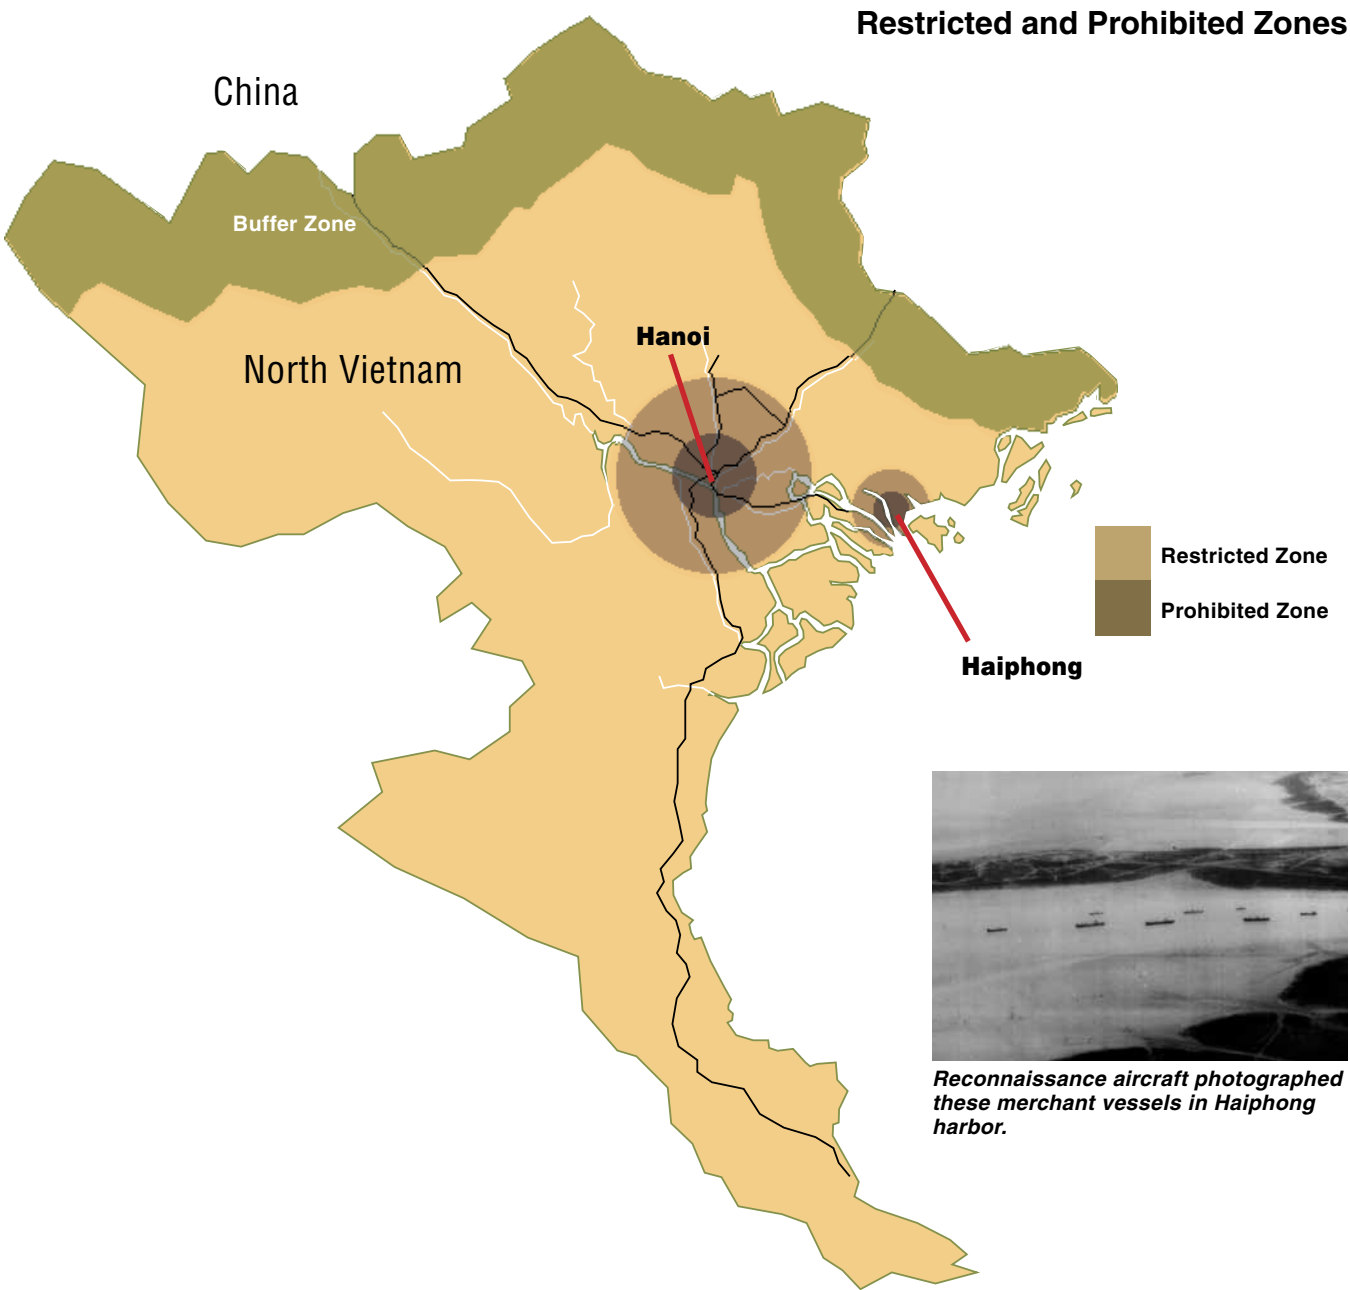 Restricted and Prohibited Zones
China
Buffer Zone
Hanoi
North Vietnam
Restricted Zone
Prohibited Zone
Haiphong
Reconnaissance aircraft photographed
these merchant vessels in Haiphong
harbor.